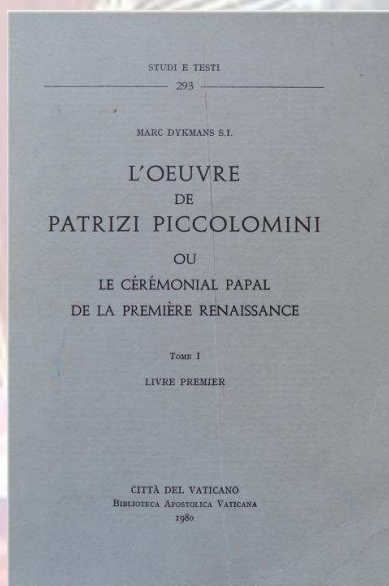 STUDI E TESTI
293
MARC DYKMANS S.I.
L'OEUVRE
DE
PATRIZI PICCOLOMINI
OU
LE CÉRÉMONIAL PAPAL
DE LA PREMIÈRE RENAISSANCE
TOME I
LIVRE PREMIER
CITTÀ DEL VATICANO
BIBLIOTECA APOSTOLICA VATICANA
1980